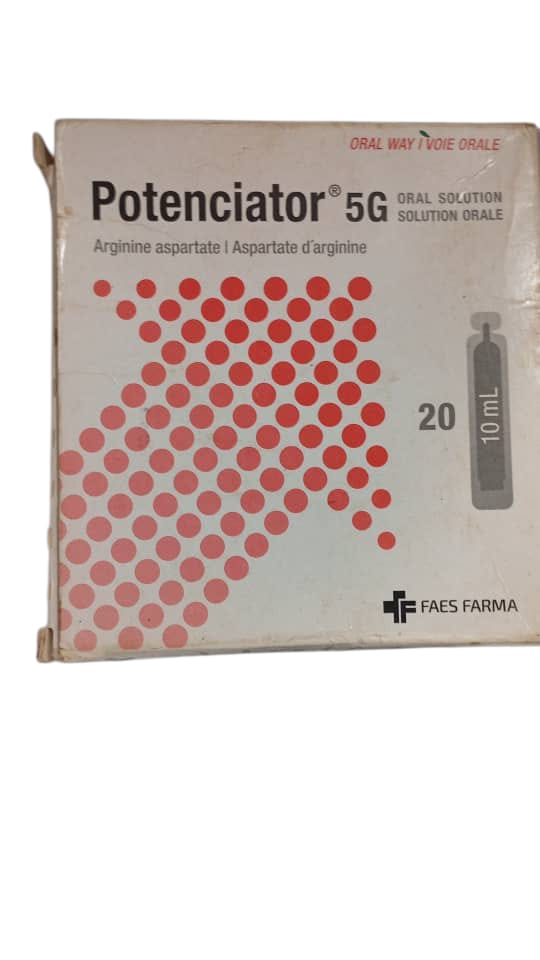 ORAL WAY I VOIE ORALE
Potenciator® 5G ORAL SOLUTION
SOLUTION ORALE
Arginine aspartate I Aspartate d´arginine
20
10 mL
FAES FARMA